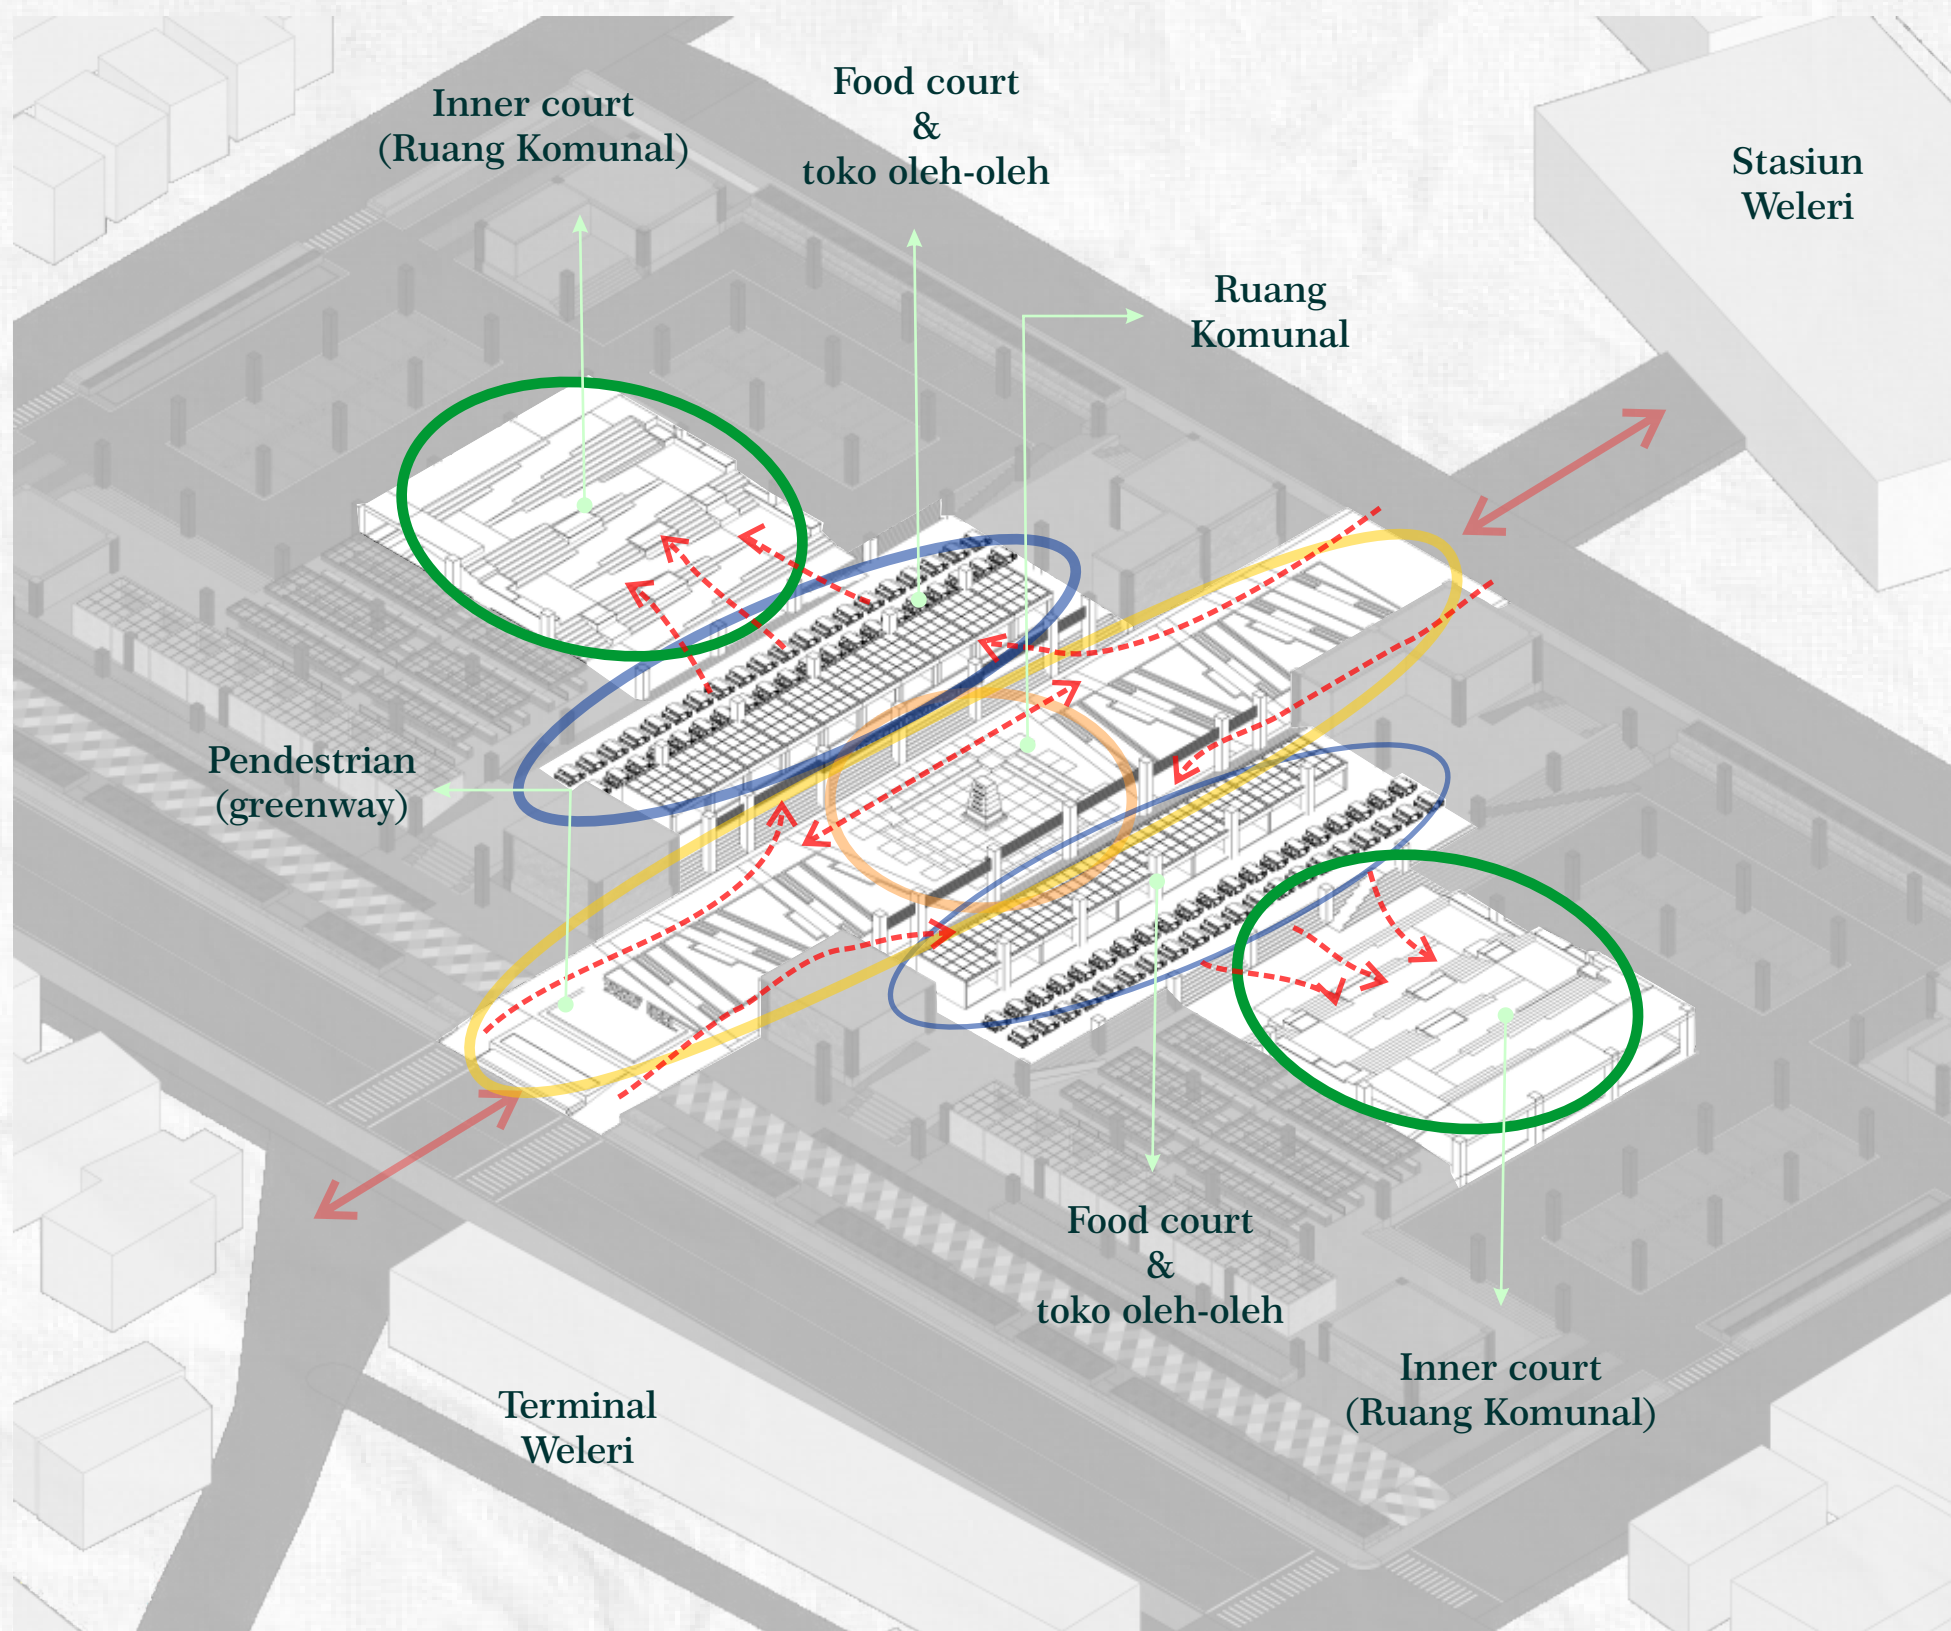 Food court
&
toko oleh-oleh
Inner court
(Ruang Komunal)
Stasiun
Weleri
Ruang
Komunal
Pendestrian
(greenway)
Food court
&
toko oleh-oleh
Inner court
(Ruang Komunal)
Terminal
Weleri